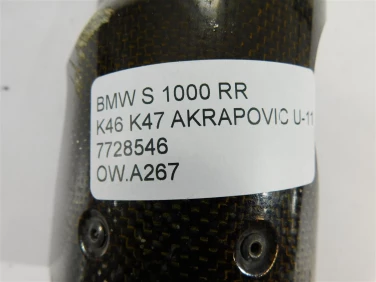 BMW S 1000 RR
K46 K47 AKRAPOVIC U-11
7728546
OW.A267